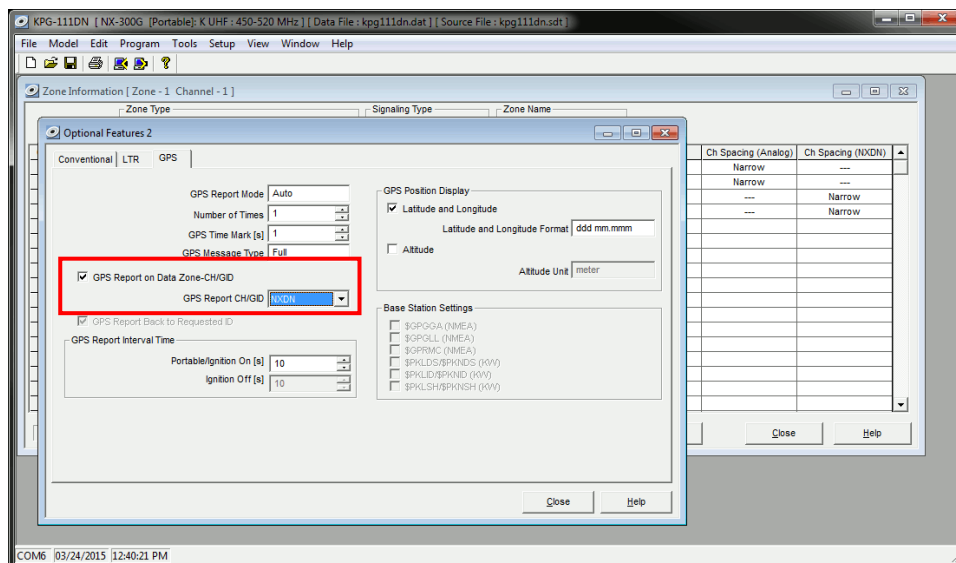 KPG-111DN [ NX-300G [Portable]: K UHF : 450-520 MHz ] [ Data File : kpg111dn.dat ] [ Source File : kpg111dn.sdt ]
File Model Edit Program Tools Setup View Window Help
Zone Information [ Zone - 1 Channel - 1 ]
Zone Type Signaling Type Zone Name
Optional Features 2
Conventional LTR GPS
Ch Spacing (Analog) Ch Spacing (NXDN)
Narrow ---
Narrow ---
--- Narrow
--- Narrow
GPS Report Mode Auto
Number of Times 1
GPS Time Mark [s] 1
GPS Message Type Full
GPS Report on Data Zone-CH/GID
GPS Report CH/GID NXDN
GPS Report Back to Requested ID
GPS Report Interval Time
Portable/Ignition On [s] 10
Ignition Off [s] 10
GPS Position Display
Latitude and Longitude
Latitude and Longitude Format ddd mm.mmm
Altitude
Altitude Unit meter
Base Station Settings
$GPGGA (NMEA)
$GPGLL (NMEA)
$GPRMC (NMEA)
$PKLDS/$PKNDS (KW)
$PKLID/$PKNID (KW)
$PKLSH/$PKNSH (KW)
Close Help
Close Help
COM6 03/24/2015 12:40:21 PM